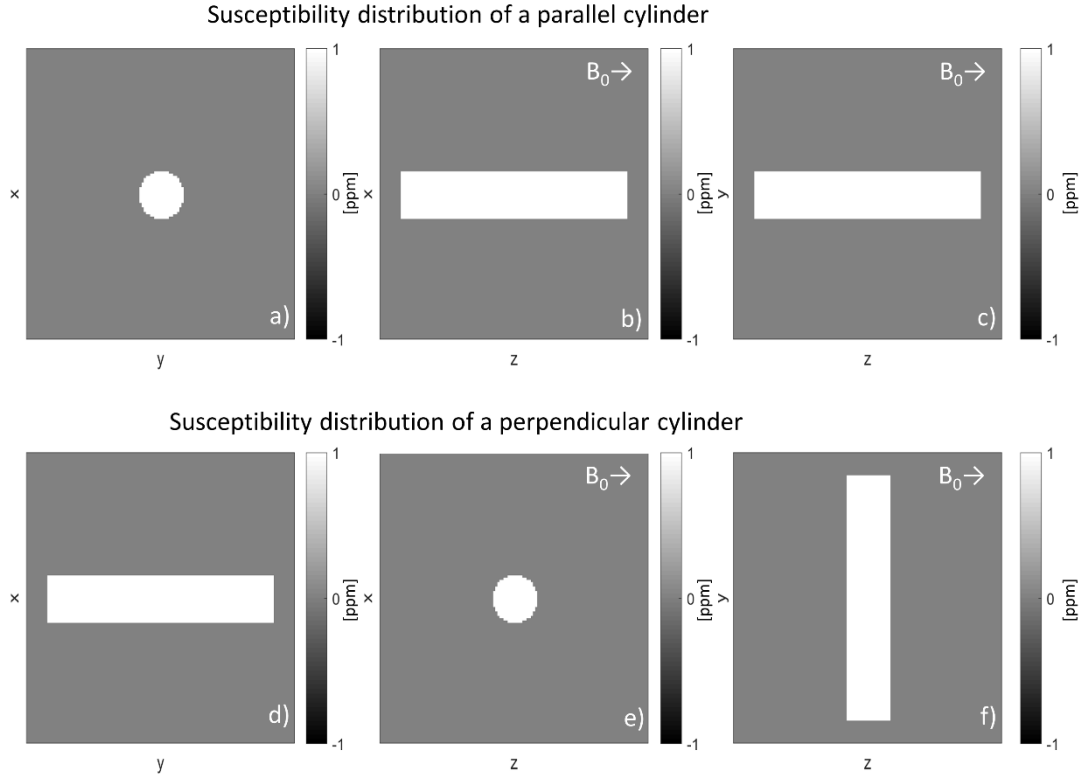 Susceptibility distribution of a parallel cylinder
x
a)
y
1
0
-1
[ppm]
x
B₀→
b)
z
1
0
-1
[ppm]
y
B₀→
c)
z
1
0
-1
[ppm]
Susceptibility distribution of a perpendicular cylinder
x
d)
y
1
0
-1
[ppm]
x
B₀→
e)
z
1
0
-1
[ppm]
y
B₀→
f)
z
1
0
-1
[ppm]